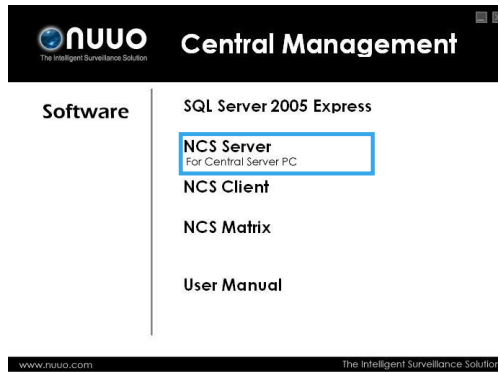 nuuo
The Intelligent Surveillance Solution
Central Management
Software
SQL Server 2005 Express
NCS Server
For Central Server PC
NCS Client
NCS Matrix
User Manual
www.nuuo.com
The Intelligent Surveillance Solution